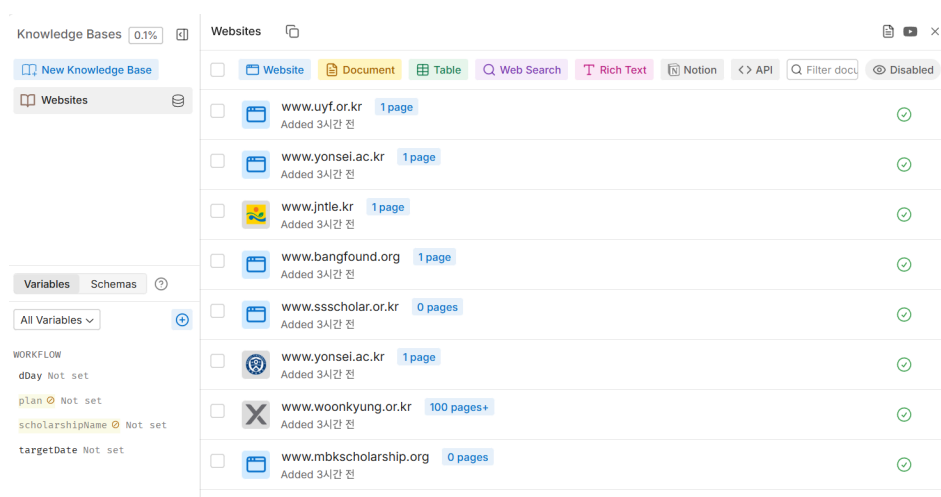 Knowledge Bases 0.1%
New Knowledge Base
Websites
Variables Schemas
All Variables
WORKFLOW
dDay Not set
plan Not set
scholarshipName Not set
targetDate Not set
Websites
Website Document Table Web Search Rich Text Notion API Filter docu Disabled
www.uyf.or.kr 1 page
Added 3시간 전
www.yonsei.ac.kr 1 page
Added 3시간 전
www.jntle.kr 1 page
Added 3시간 전
www.bangfound.org 1 page
Added 3시간 전
www.ssscholar.or.kr 0 pages
Added 3시간 전
www.yonsei.ac.kr 1 page
Added 3시간 전
www.woonkyung.or.kr 100 pages+
Added 3시간 전
www.mbkscholarship.org 0 pages
Added 3시간 전